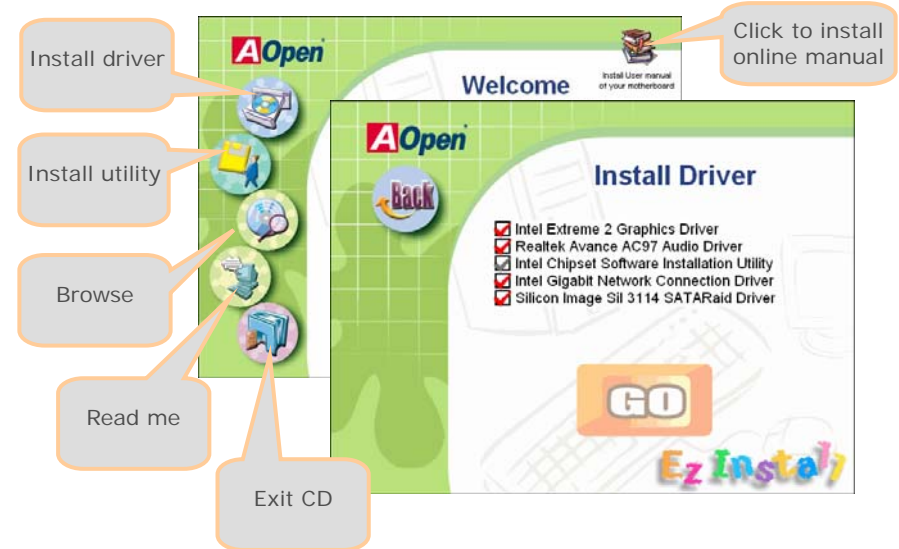 Install driver
Install utility
Browse
Read me
Exit CD
Click to install
online manual
AOpen
Welcome
Install User manual
of your motherboard
AOpen
Back
Install Driver
Intel Extreme 2 Graphics Driver
Realtek Avance AC97 Audio Driver
Intel Chipset Software Installation Utility
Intel Gigabit Network Connection Driver
Silicon Image SiI 3114 SATARaid Driver
GO
Ez Install